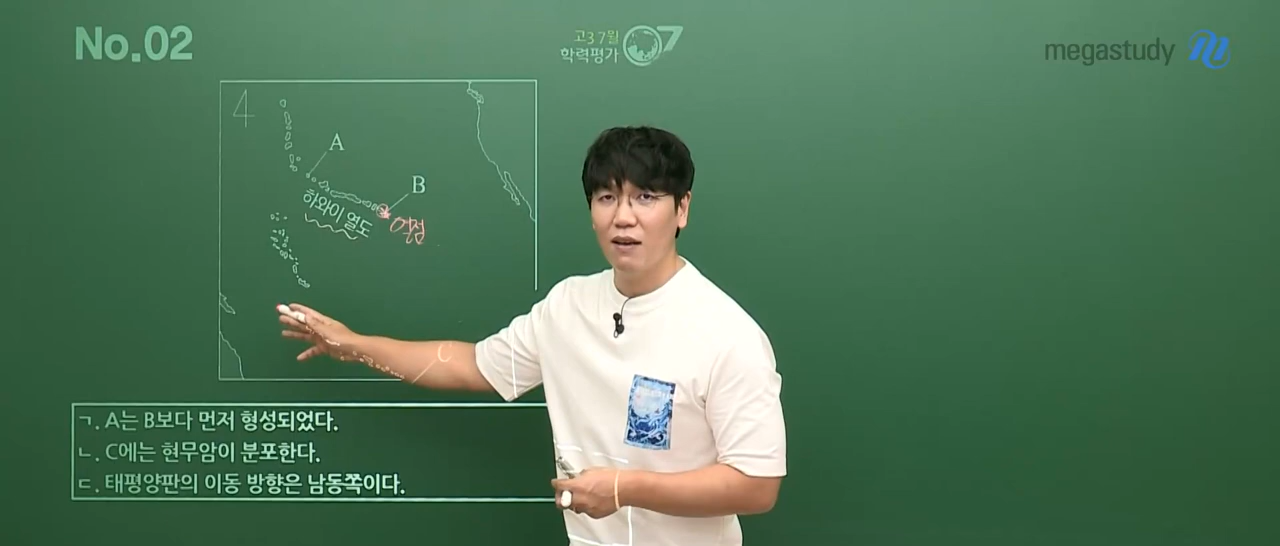 No.02
고3 7월
학력평가
07
megastudy
4
A
B
하와이 열도
열점
C
ㄱ. A는 B보다 먼저 형성되었다.
ㄴ. C에는 현무암이 분포한다.
ㄷ. 태평양판의 이동 방향은 남동쪽이다.